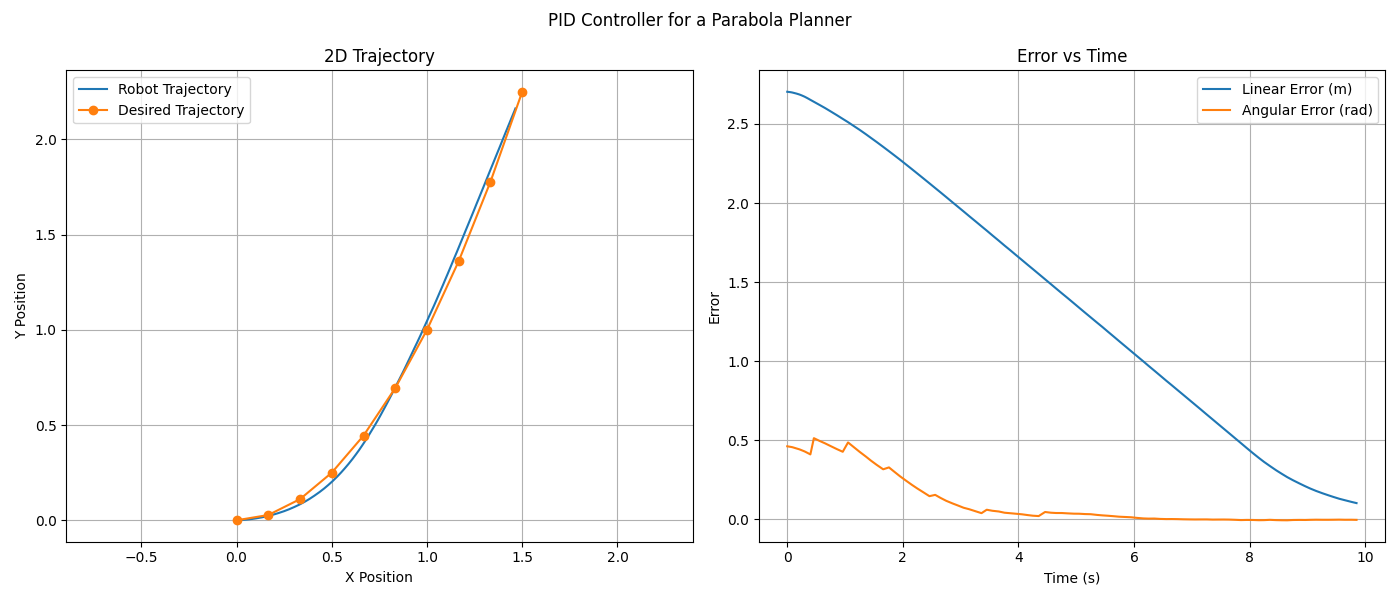 PID Controller for a Parabola Planner
2D Trajectory
Robot Trajectory
Desired Trajectory
2.0
1.5
1.0
0.5
0.0
Y Position
−0.5
0.0
0.5
1.0
1.5
2.0
X Position
Error vs Time
Linear Error (m)
Angular Error (rad)
2.5
2.0
1.5
1.0
0.5
0.0
Error
0
2
4
6
8
10
Time (s)